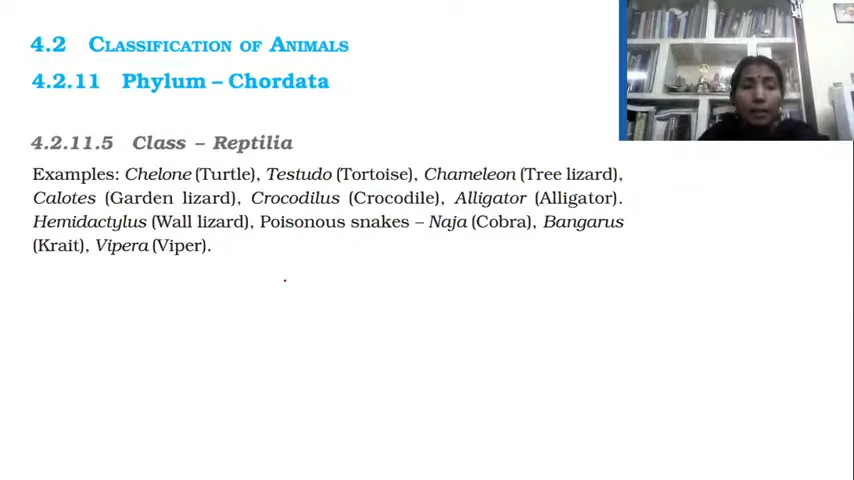 4.2 Classification of Animals
4.2.11 Phylum – Chordata
4.2.11.5 Class – Reptilia
Examples: Chelone (Turtle), Testudo (Tortoise), Chameleon (Tree lizard),
Calotes (Garden lizard), Crocodilus (Crocodile), Alligator (Alligator).
Hemidactylus (Wall lizard), Poisonous snakes – Naja (Cobra), Bangarus
(Krait), Vipera (Viper).